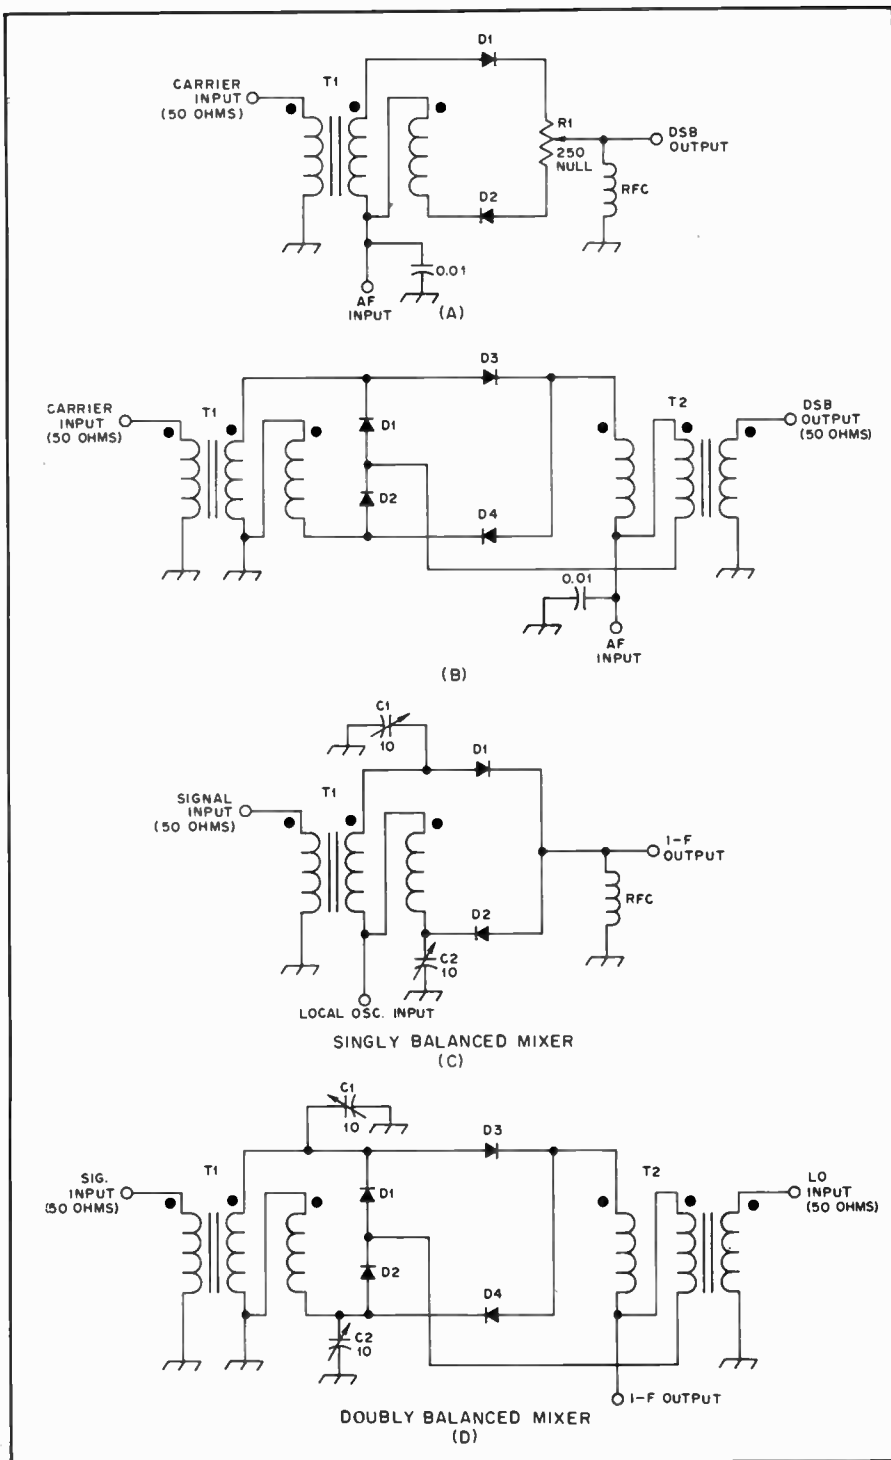 D1
CARRIER
INPUT
(50 OHMS)
T1
R1
250
NULL
DSB
OUTPUT
RFC
D2
0.01
AF
INPUT
(A)
D3
CARRIER
INPUT
(50 OHMS)
T1
D1
T2
DSB
OUTPUT
(50 OHMS)
D2
D4
0.01
AF
INPUT
(B)
C1
10
D1
SIGNAL
INPUT
(50 OHMS)
T1
I-F
OUTPUT
RFC
D2
C2
10
LOCAL OSC. INPUT
SINGLY BALANCED MIXER
(C)
C1
10
D3
SIG.
INPUT
(50 OHMS)
T1
D1
T2
LO
INPUT
(50 OHMS)
D2
D4
C2
10
I-F OUTPUT
DOUBLY BALANCED MIXER
(D)